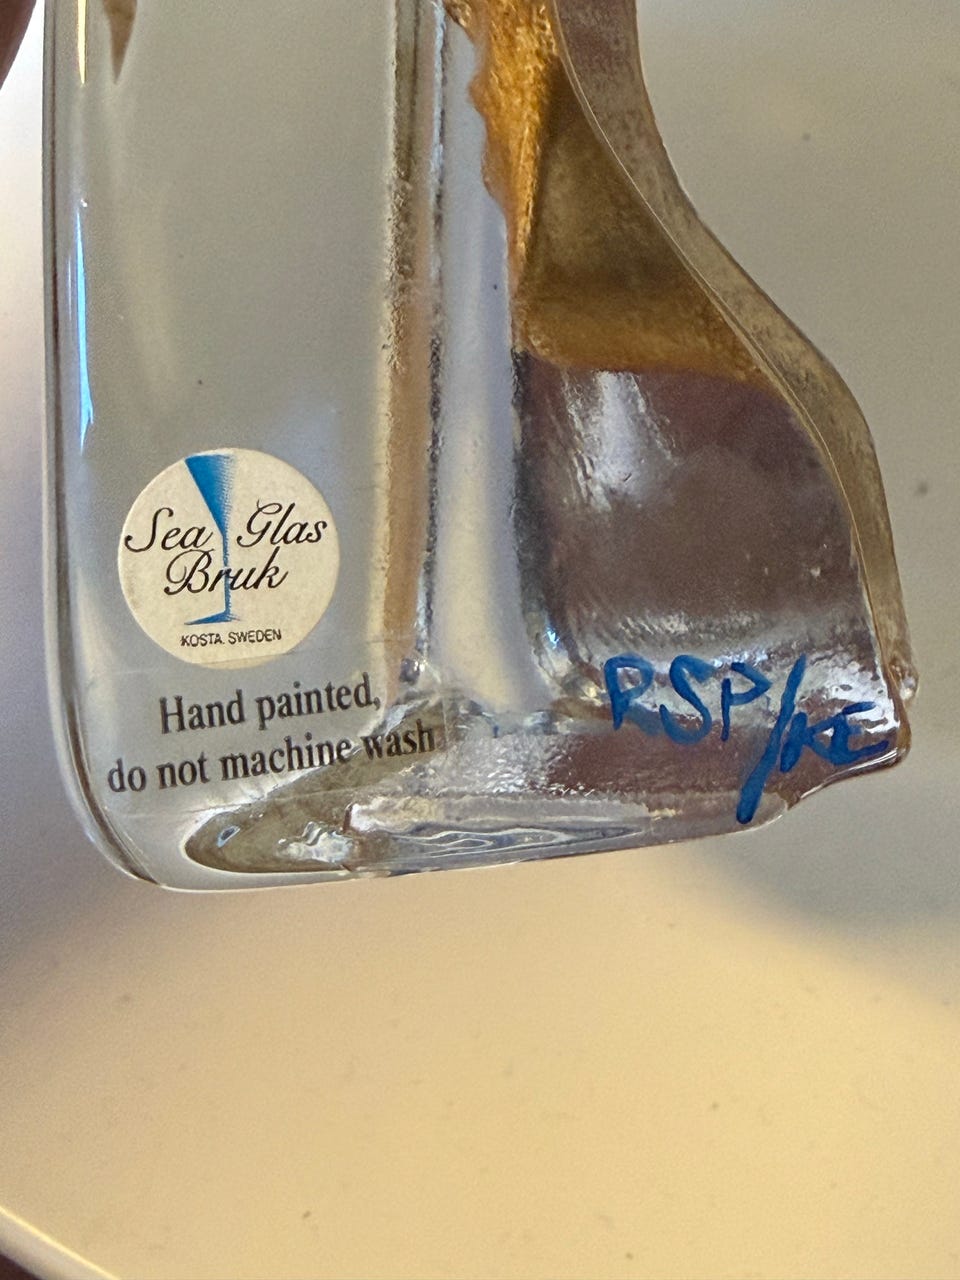 Sea Glas
Bruk
KOSTA. SWEDEN
Hand painted,
do not machine wash
RSP/KE